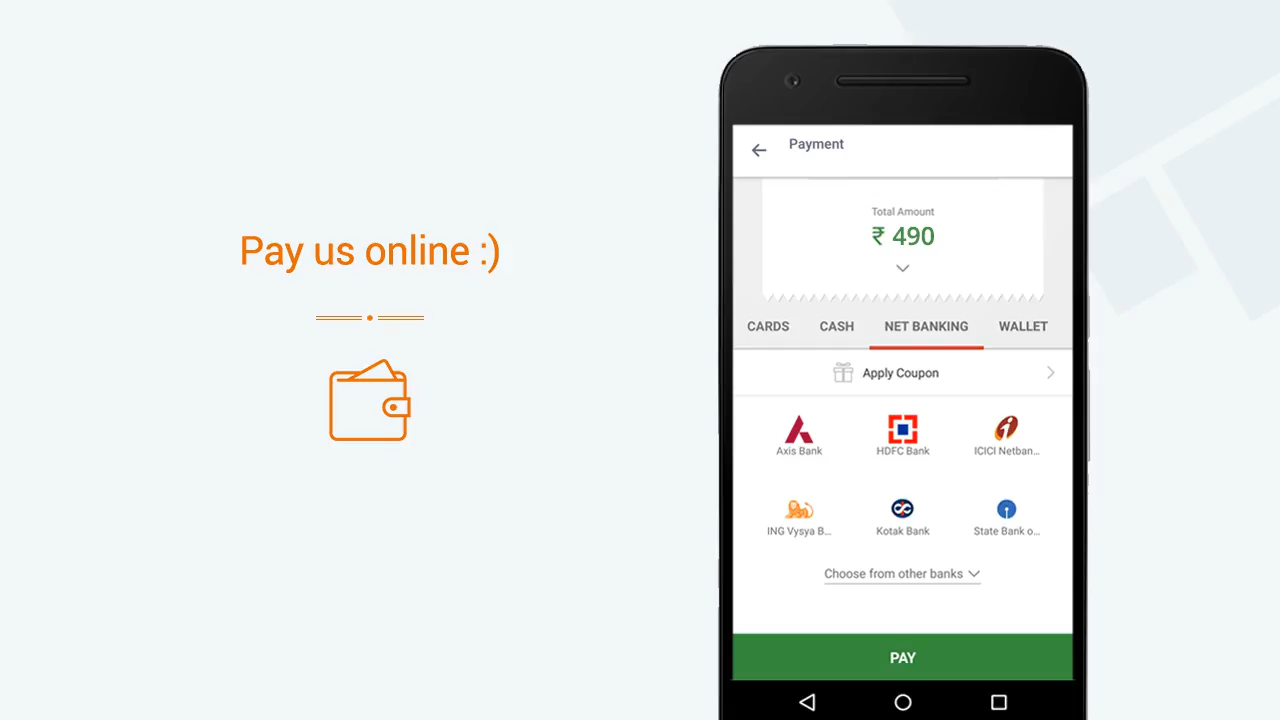 Pay us online :)
Payment
Total Amount
₹ 490
CARDS CASH NET BANKING WALLET
Apply Coupon
Axis Bank HDFC Bank ICICI Netban...
ING Vysya B... Kotak Bank State Bank o...
Choose from other banks
PAY